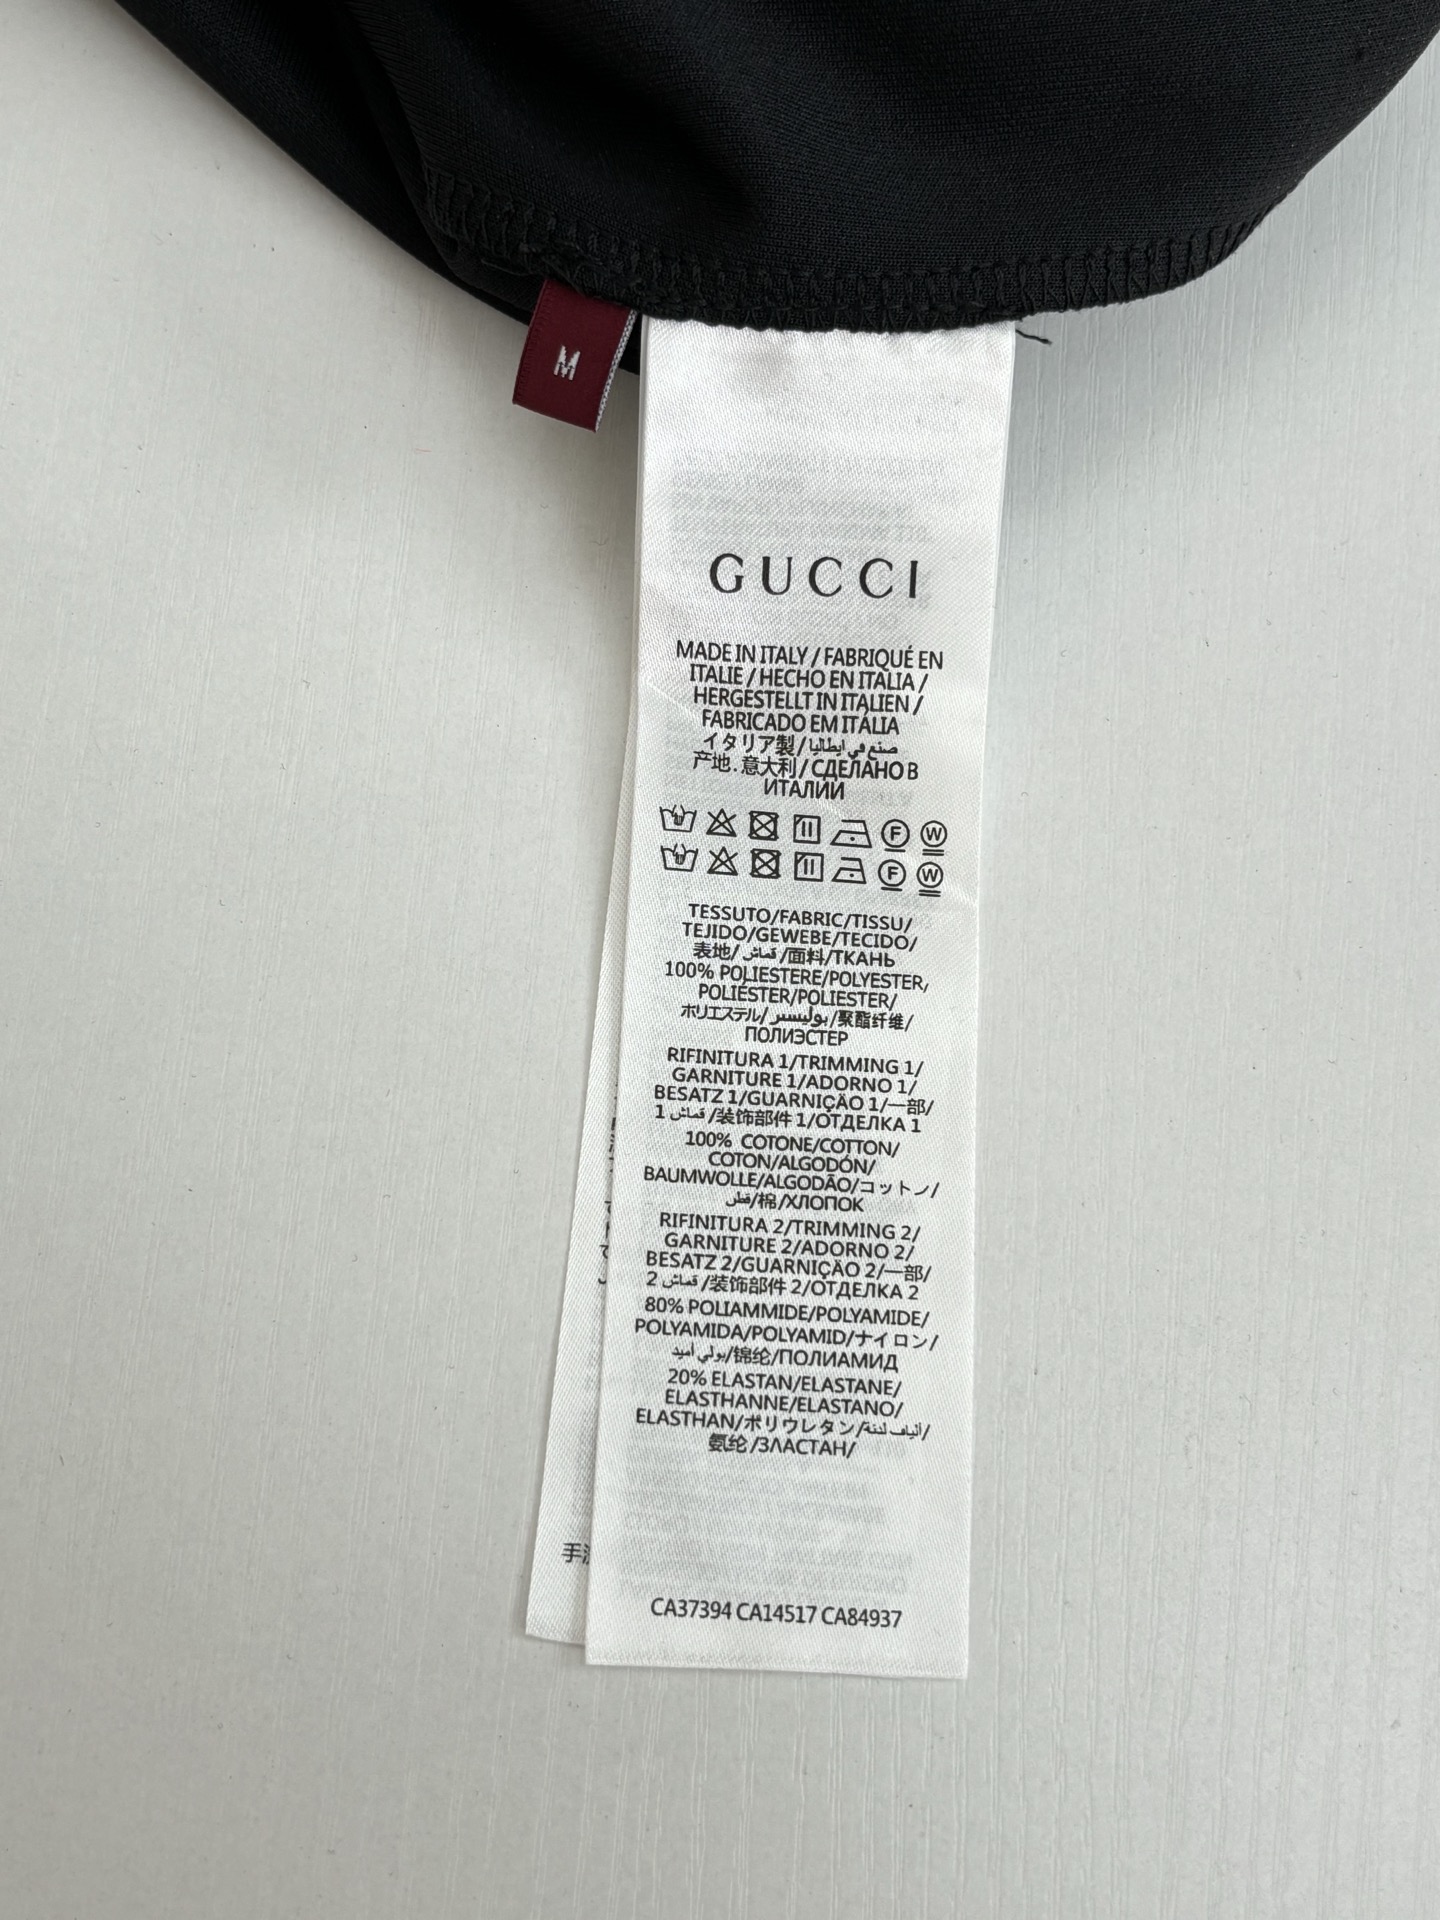 M
GUCCI
MADE IN ITALY / FABRIQUÉ EN
ITALIE / HECHO EN ITALIA /
HERGESTELLT IN ITALIEN /
FABRICADO EM ITÁLIA
イタリア製 / صنع في إيطاليا
产地.意大利 / СДЕЛАНО В
ИТАЛИИ
F W
F W
TESSUTO/FABRIC/TISSU/
TEJIDO/GEWEBE/TECIDO/
表地/ قماش /面料/ТКАНЬ
100% POLIESTERE/POLYESTER,
POLIÉSTER/POLIESTER/
ポリエステル/ بوليسر /聚酯纤维/
ПОЛИЭСТЕР
RIFINITURA 1/TRIMMING 1/
GARNITURE 1/ADORNO 1/
BESATZ 1/GUARNIÇÃO 1/一部/
1 قماش /装饰部件 1/ОТДЕЛКА 1
100% COTONE/COTTON/
COTON/ALGODÓN/
BAUMWOLLE/ALGODÃO/コットノ/
قطن/棉/ХЛОПОК
RIFINITURA 2/TRIMMING 2/
GARNITURE 2/ADORNO 2/
BESATZ 2/GUARNIÇÃO 2/一部/
2 قماش /装饰部件 2/ОТДЕЛКА 2
80% POLIAMMIDE/POLYAMIDE/
POLYAMIDA/POLYAMID/ナイロン/
بولي أميد/锦纶/ПОЛИАМИД
20% ELASTAN/ELASTANE/
ELASTHANNE/ELASTANO/
ELASTHAN/ポリウレタン/ألياف لدنة/
氨纶/ЗЛАСТАН/
手
CA37394 CA14517 CA84937